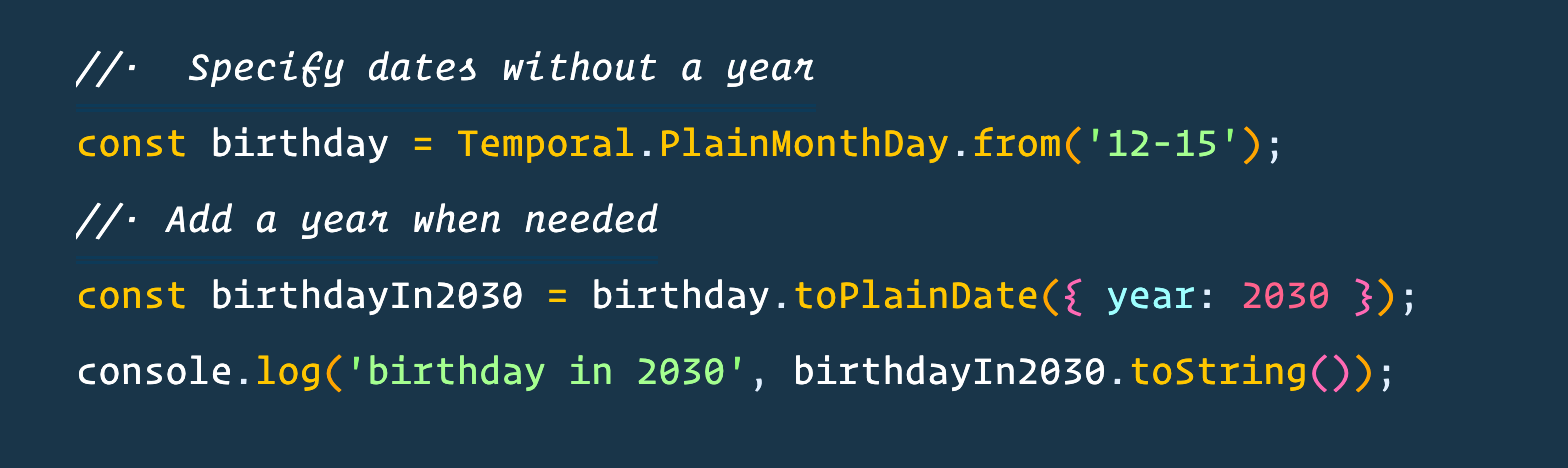 //·  Specify dates without a year
const birthday = Temporal.PlainMonthDay.from('12-15');
//· Add a year when needed
const birthdayIn2030 = birthday.toPlainDate({ year: 2030 });
console.log('birthday in 2030', birthdayIn2030.toString());